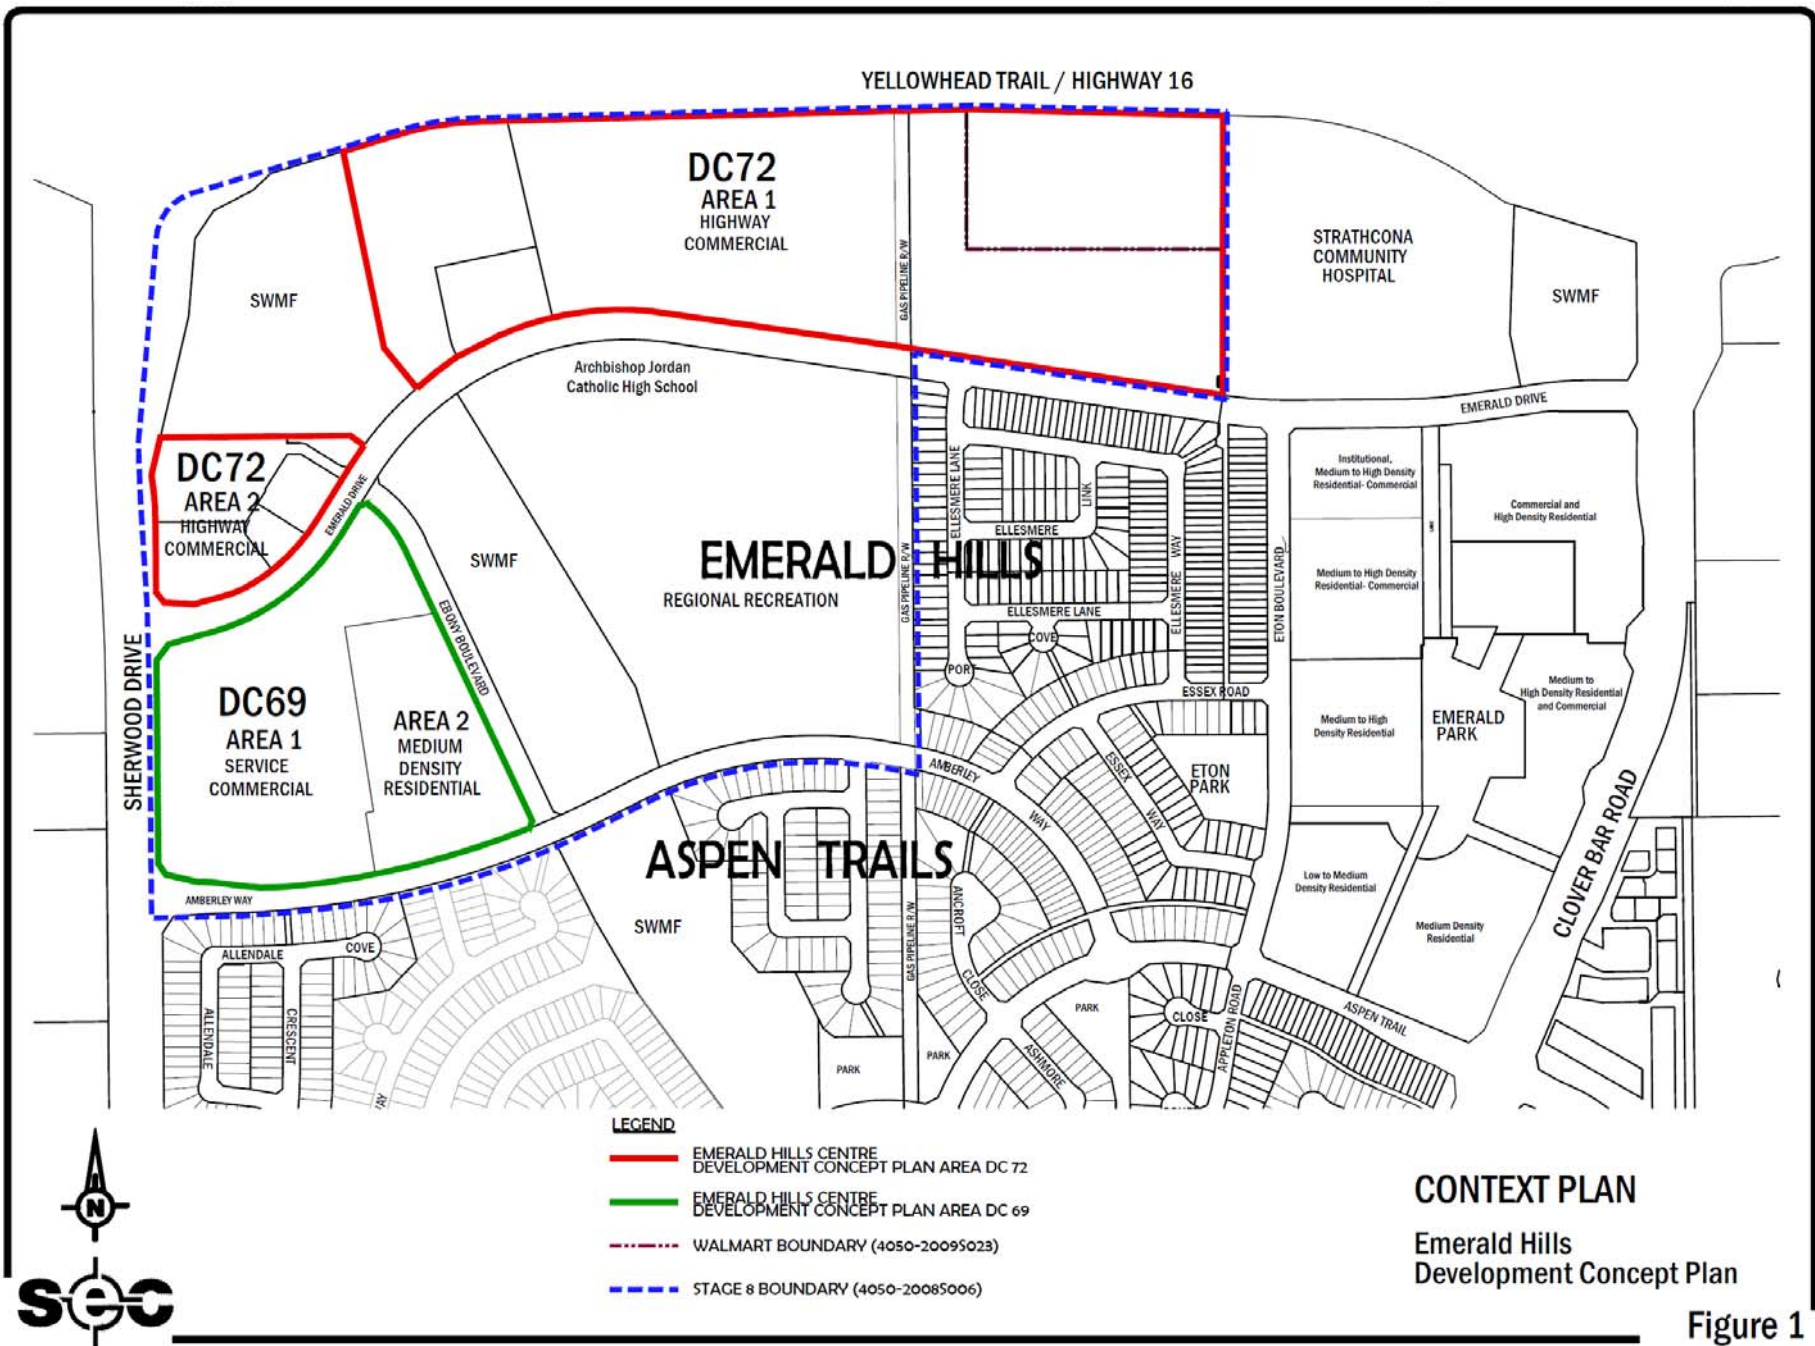 YELLOWHEAD TRAIL / HIGHWAY 16
DC72
AREA 1
HIGHWAY
COMMERCIAL
GAS PIPELINE R/W
STRATHCONA
COMMUNITY
HOSPITAL
SWMF
SWMF
Archbishop Jordan
Catholic High School
EMERALD DRIVE
DC72
AREA 2
HIGHWAY
COMMERCIAL
EMERALD DRIVE
SWMF
EMERALD HILLS
REGIONAL RECREATION
GAS PIPELINE R/W
ELLESMERE LANE
LINK
ELLESMERE
ELLESMERE LANE
ELLESMERE WAY
COVE
PORT
ETON BOULEVARD
ESSEX ROAD
Institutional,
Medium to High Density
Residential- Commercial
Commercial and
High Density Residential
Medium to High Density
Residential- Commercial
Medium to High
Density Residential
EMERALD
PARK
Medium to
High Density Residential
and Commercial
SHERWOOD DRIVE
EBONY BOULEVARD
DC69
AREA 1
SERVICE
COMMERCIAL
AREA 2
MEDIUM
DENSITY
RESIDENTIAL
AMBERLEY
WAY
ESSEX
WAY
ETON
PARK
CLOVER BAR ROAD
ASPEN TRAILS
Low to Medium
Density Residential
Medium Density
Residential
AMBERLEY WAY
SWMF
GAS PIPELINE R/W
ANCROFT
CLOSE
ALLENDALE
COVE
ALLENDALE
CRESCENT
PARK
PARK
PARK
ASHMORE
CLOSE
APPLETON ROAD
ASPEN TRAIL
LEGEND
EMERALD HILLS CENTRE
DEVELOPMENT CONCEPT PLAN AREA DC 72
EMERALD HILLS CENTRE
DEVELOPMENT CONCEPT PLAN AREA DC 69
WALMART BOUNDARY (4050-2009S023)
STAGE 8 BOUNDARY (4050-2008S006)
N
sec
CONTEXT PLAN
Emerald Hills
Development Concept Plan
Figure 1